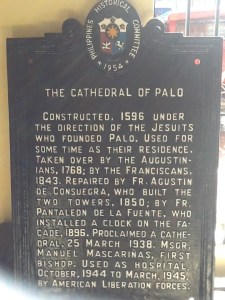 PHILIPPINES HISTORICAL COMMITTEE
• 1954 •
THE CATHEDRAL OF PALO
CONSTRUCTED, 1596 UNDER
THE DIRECTION OF THE JESUITS
WHO FOUNDED PALO. USED FOR
SOME TIME AS THEIR RESIDENCE.
TAKEN OVER BY THE AUGUSTIN-
IANS, 1768; BY THE FRANCISCANS,
1843. REPAIRED BY FR. AGUSTIN
DE CONSUEGRA, WHO BUILT THE
TWO TOWERS, 1850; BY FR.
PANTALEON DE LA FUENTE, WHO
INSTALLED A CLOCK ON THE FA-
CADE, 1896. PROCLAIMED A CATHE-
DRAL, 25 MARCH 1938. MSGR.
MANUEL MASCARINAS, FIRST
BISHOP. USED AS HOSPITAL,
OCTOBER, 1944 TO MARCH, 1945,
BY AMERICAN LIBERATION FORCES.